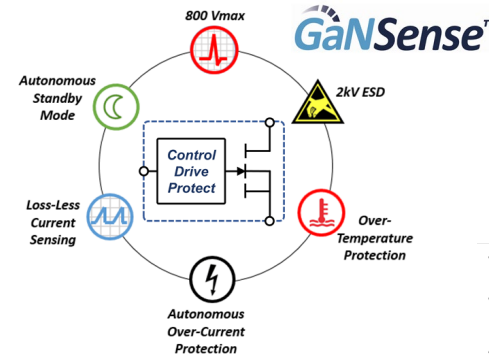 800 Vmax
GaNSense™
Autonomous
Standby
Mode
2kV ESD
Control
Drive
Protect
Loss-Less
Current
Sensing
Over-
Temperature
Protection
Autonomous
Over-Current
Protection